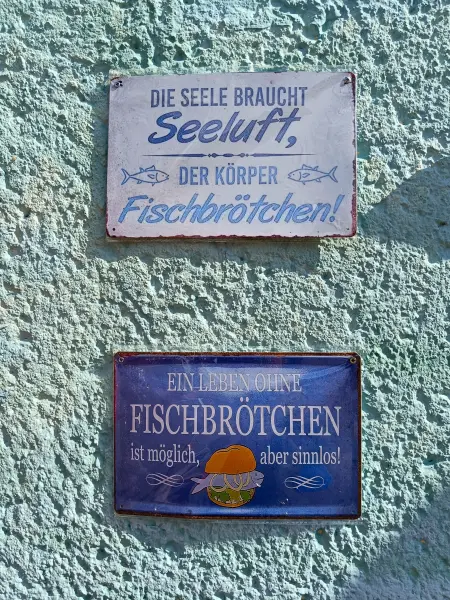 DIE SEELE BRAUCHT
Seeluft,
DER KÖRPER
Fischbrötchen!
EIN LEBEN OHNE
FISCHBRÖTCHEN
ist möglich, aber sinnlos!